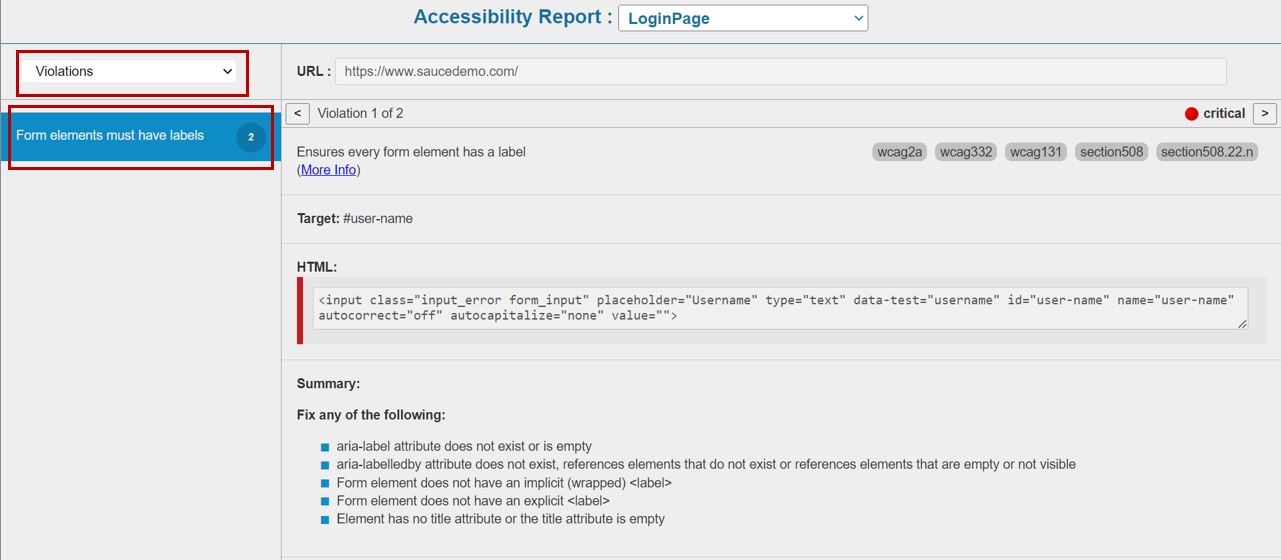 Accessibility Report : LoginPage
Violations
URL : https://www.saucedemo.com/
Form elements must have labels 2
< Violation 1 of 2 critical >
Ensures every form element has a label
(More Info)
wcag2a wcag332 wcag131 section508 section508.22.n
Target: #user-name
HTML:
<input class="input_error form_input" placeholder="Username" type="text" data-test="username" id="user-name" name="user-name"
autocorrect="off" autocapitalize="none" value="">
Summary:
Fix any of the following:
aria-label attribute does not exist or is empty
aria-labelledby attribute does not exist, references elements that do not exist or references elements that are empty or not visible
Form element does not have an implicit (wrapped) <label>
Form element does not have an explicit <label>
Element has no title attribute or the title attribute is empty